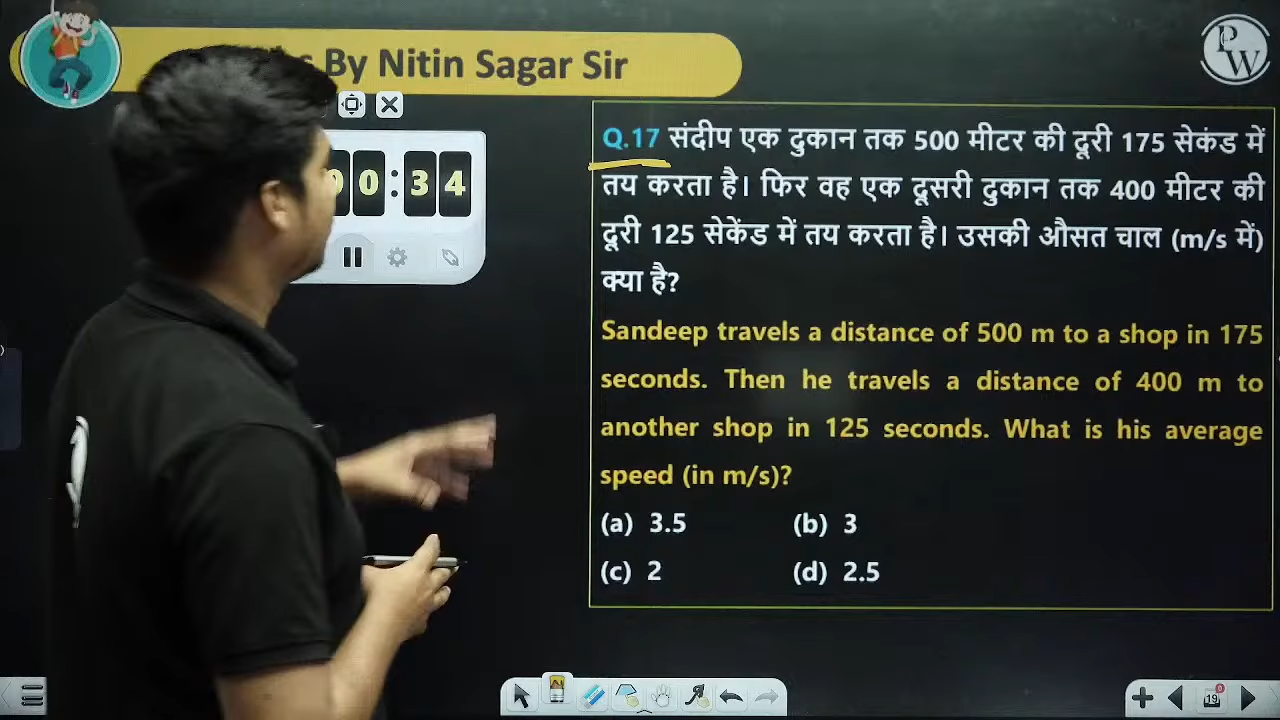 By Nitin Sagar Sir
PW
0:34
Q.17 संदीप एक दुकान तक 500 मीटर की दूरी 175 सेकंड में
तय करता है। फिर वह एक दूसरी दुकान तक 400 मीटर की
दूरी 125 सेकेंड में तय करता है। उसकी औसत चाल (m/s में)
क्या है?
Sandeep travels a distance of 500 m to a shop in 175
seconds. Then he travels a distance of 400 m to
another shop in 125 seconds. What is his average
speed (in m/s)?
(a) 3.5 (b) 3
(c) 2 (d) 2.5
19